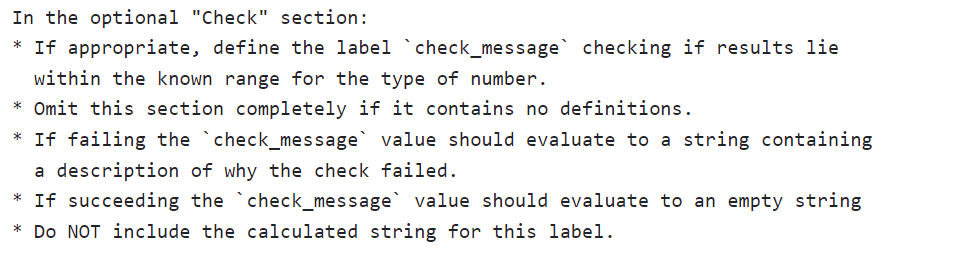 In the optional "Check" section:
* If appropriate, define the label `check_message` checking if results lie
within the known range for the type of number.
* Omit this section completely if it contains no definitions.
* If failing the `check_message` value should evaluate to a string containing
a description of why the check failed.
* If succeeding the `check_message` value should evaluate to an empty string
* Do NOT include the calculated string for this label.